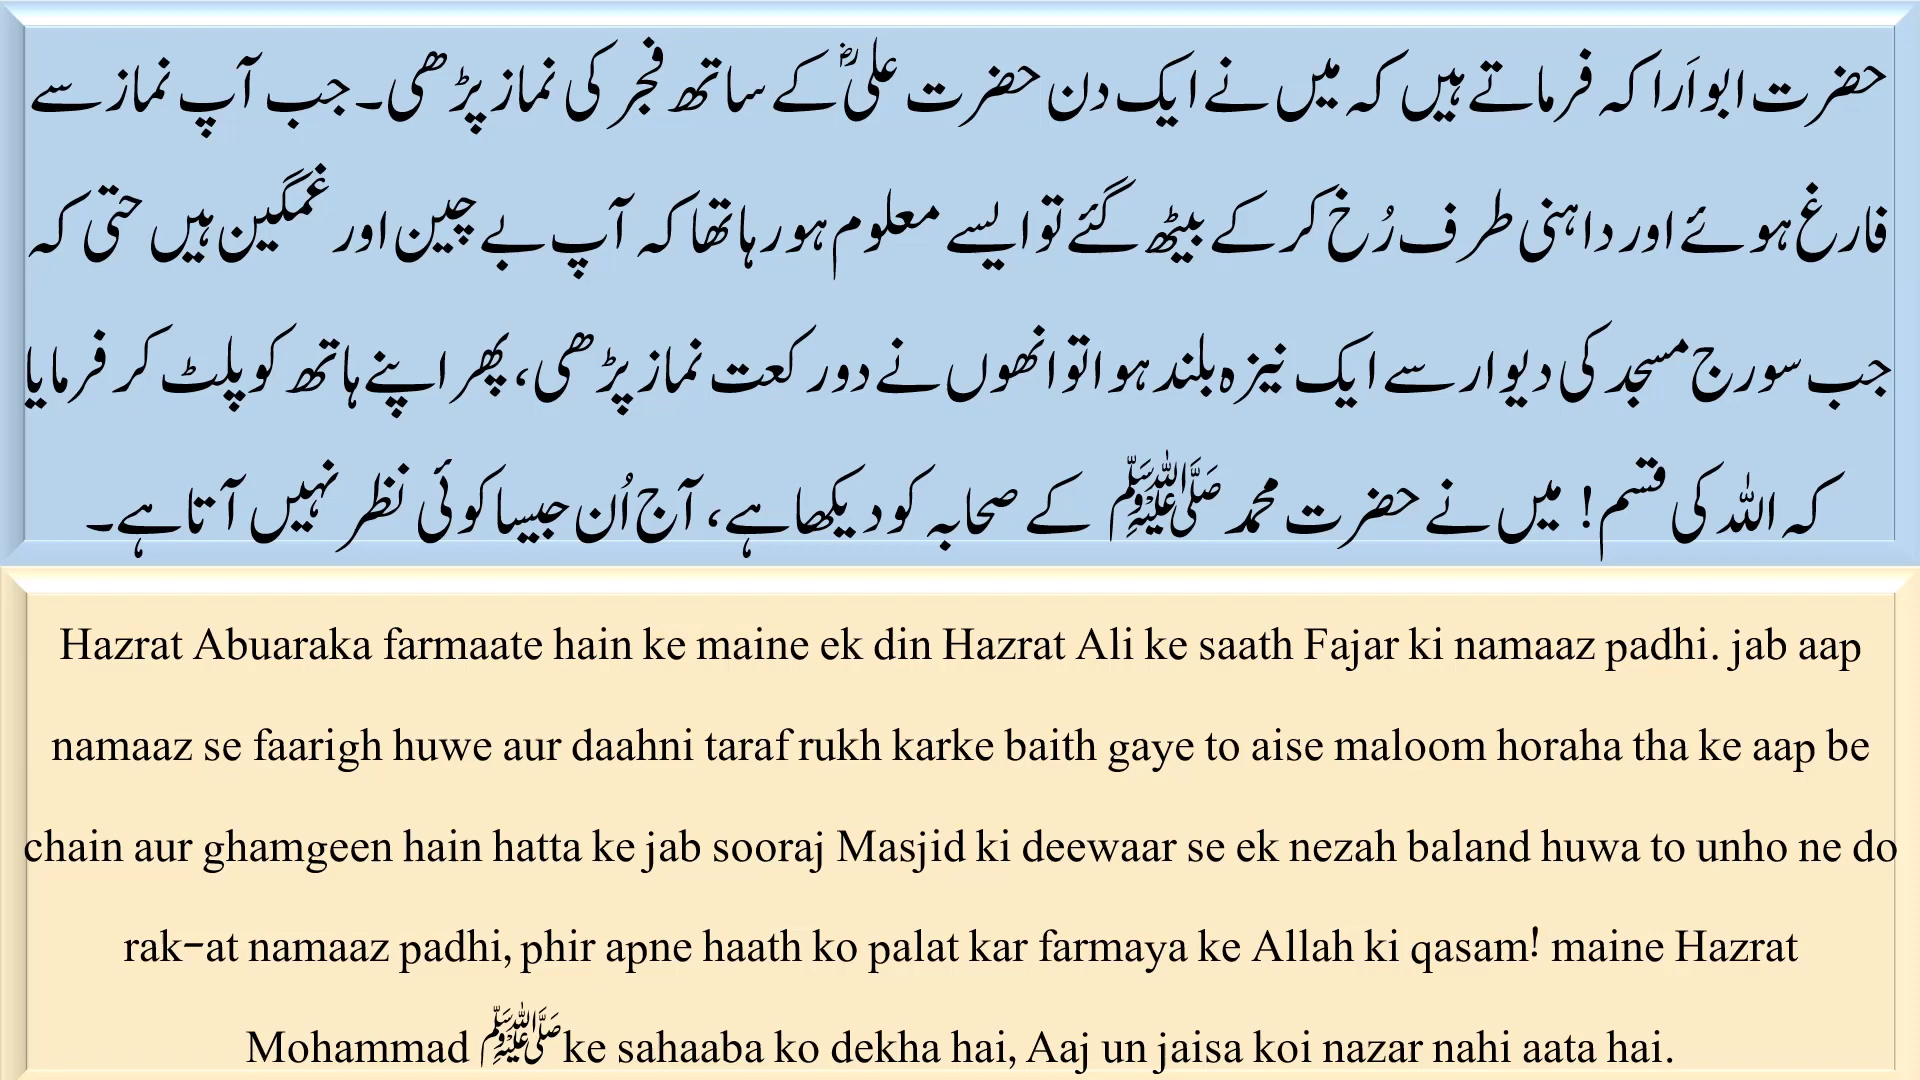 حضرت ابواَراکہ فرماتے ہیں کہ میں نے ایک دن حضرت علیؓ کے ساتھ فجر کی نماز پڑھی۔ جب آپ نماز سے
فارغ ہوئے اور داہنی طرف رُخ کرکے بیٹھ گئے تو ایسے معلوم ہورہا تھا کہ آپ بے چین اور غمگین ہیں حتی کہ
جب سورج مسجد کی دیوار سے ایک نیزہ بلند ہوا تو انھوں نے دو رکعت نماز پڑھی، پھر اپنے ہاتھ کو پلٹ کر فرمایا
کہ اللہ کی قسم! میں نے حضرت محمد ﷺ کے صحابہ کو دیکھا ہے، آج اُن جیسا کوئی نظر نہیں آتا ہے۔
Hazrat Abuaraka farmaate hain ke maine ek din Hazrat Ali ke saath Fajar ki namaaz padhi. jab aap
namaaz se faarigh huwe aur daahni taraf rukh karke baith gaye to aise maloom horaha tha ke aap be
chain aur ghamgeen hain hatta ke jab sooraj Masjid ki deewaar se ek nezah baland huwa to unho ne do
rak-at namaaz padhi, phir apne haath ko palat kar farmaya ke Allah ki qasam! maine Hazrat
Mohammad ﷺ ke sahaaba ko dekha hai, Aaj un jaisa koi nazar nahi aata hai.